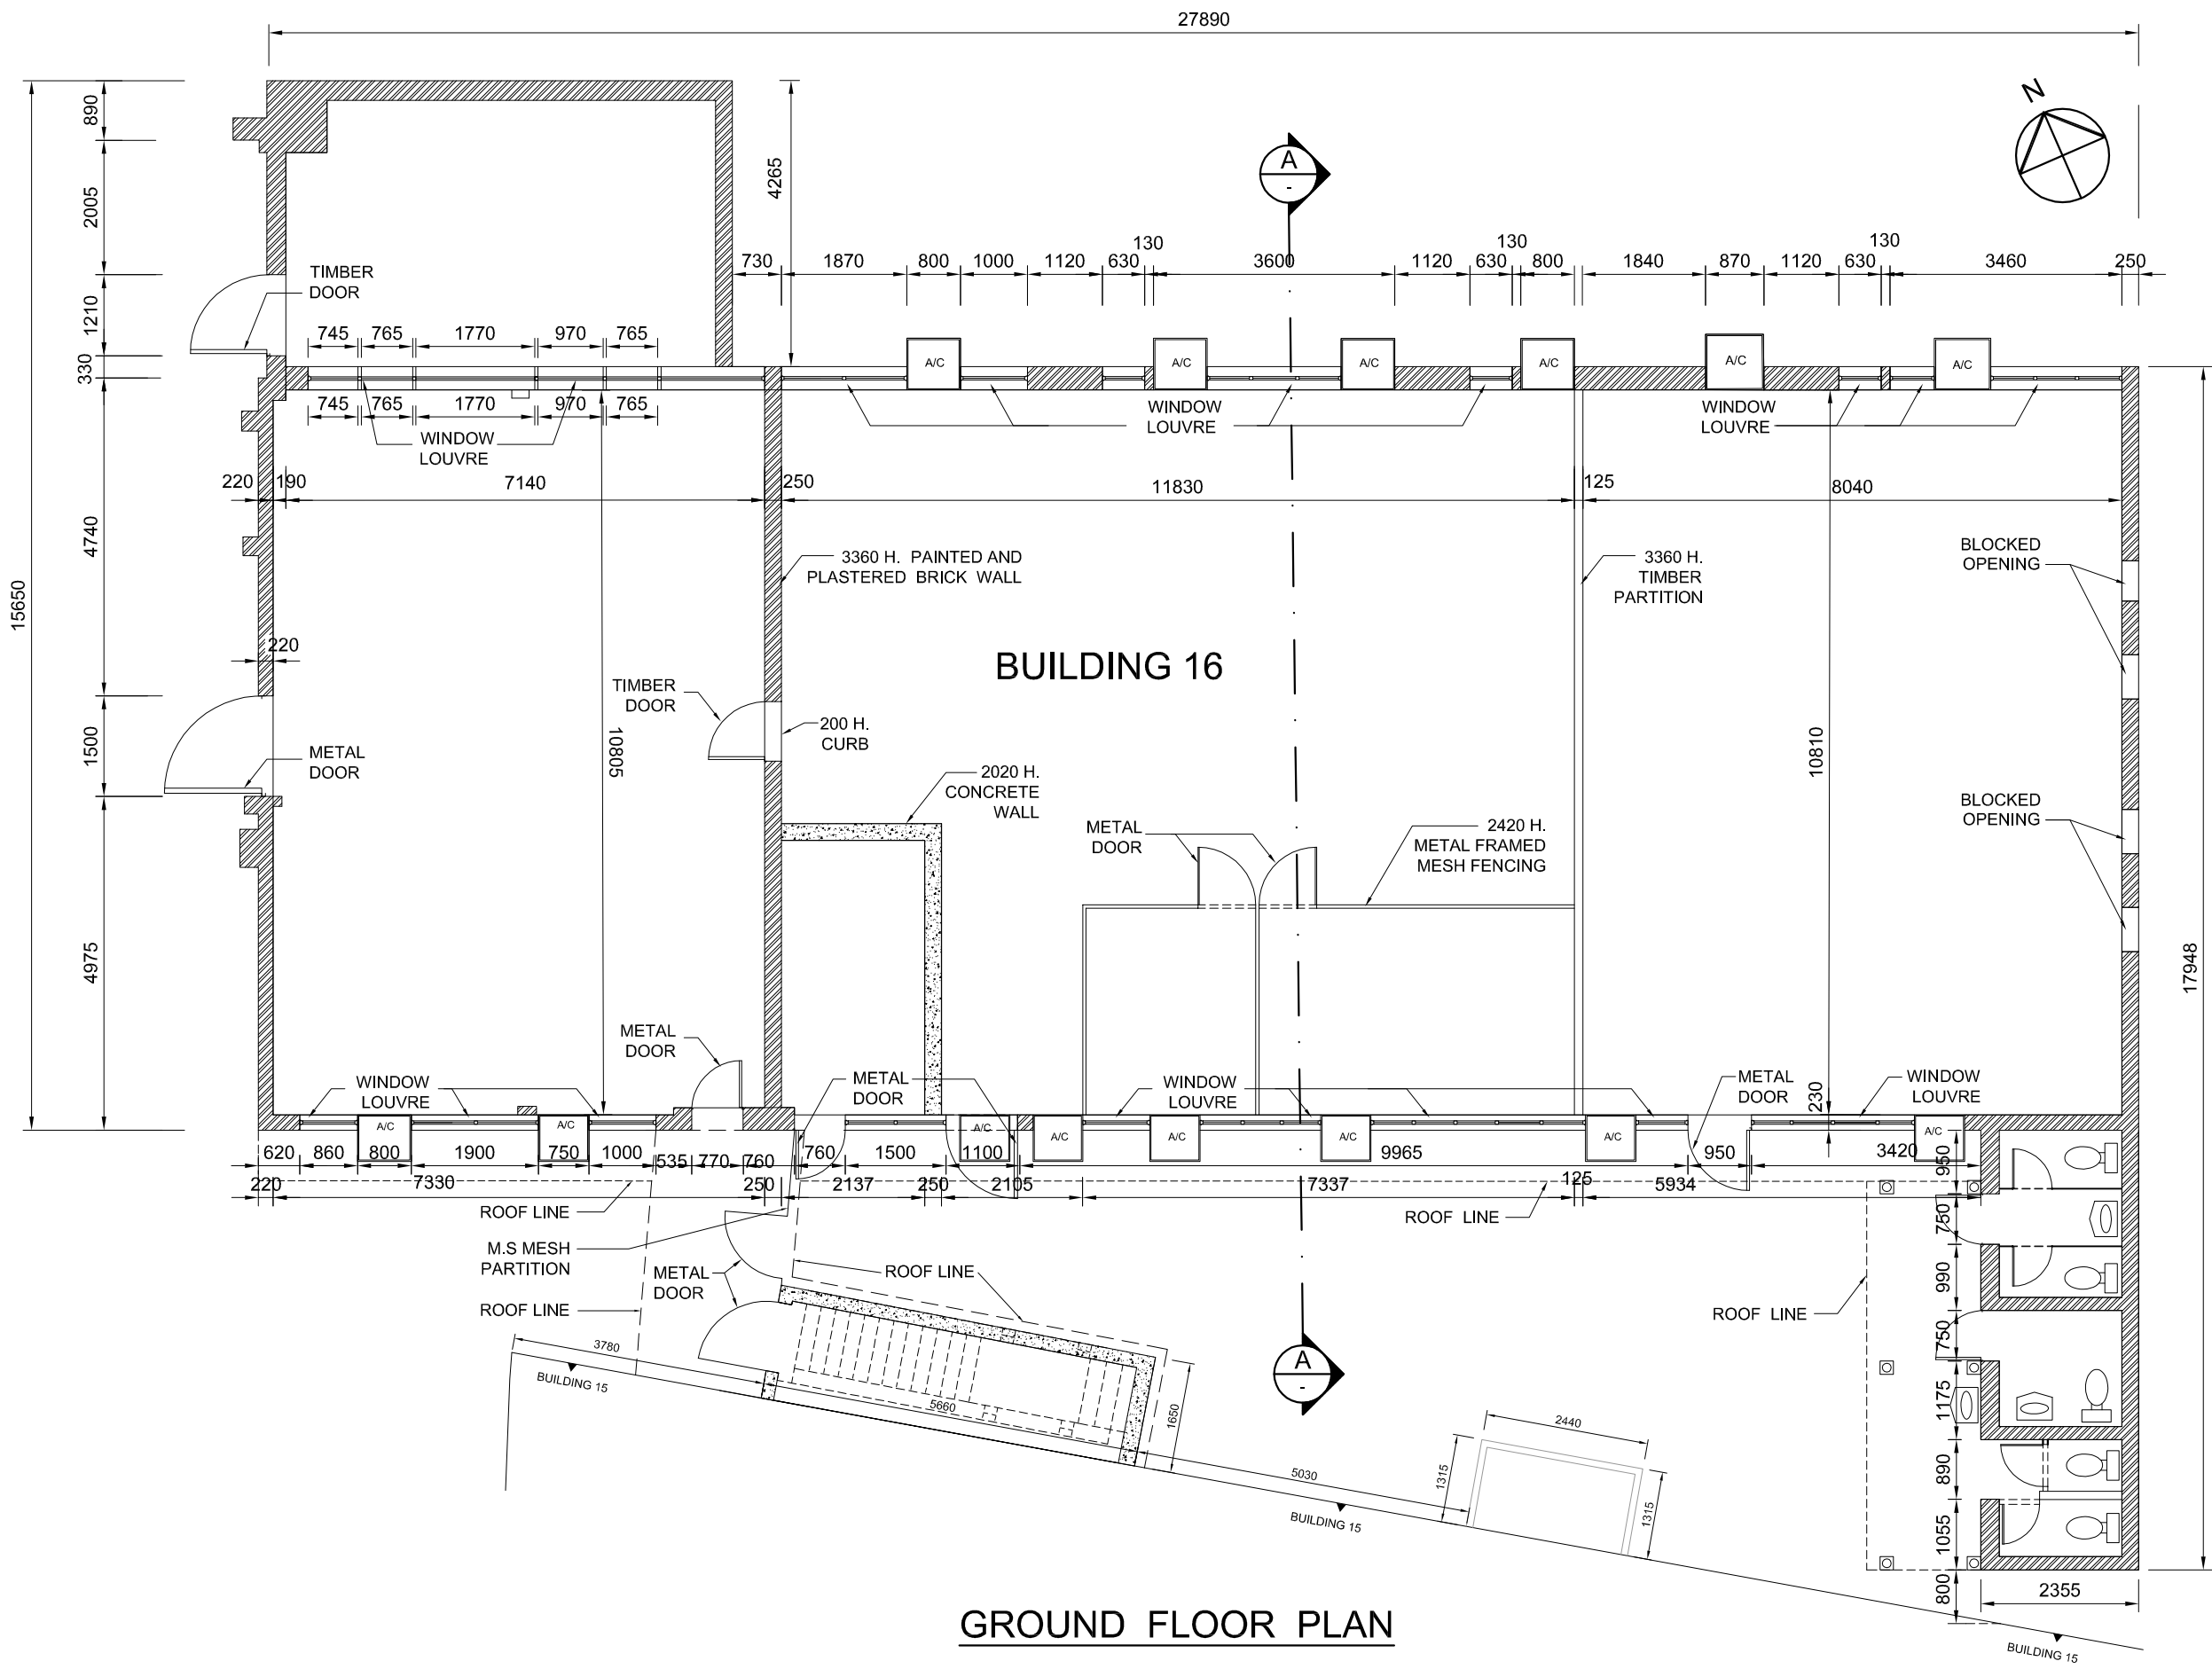 27890
N
890
4265
A
-
2005
130
130
130
730
1870
800
1000
1120
630
3600
1120
630
800
1840
870
1120
630
3460
250
TIMBER
DOOR
1210
745
765
1770
970
765
A/C
A/C
A/C
A/C
A/C
A/C
330
745
765
1770
970
765
WINDOW
LOUVRE
WINDOW
LOUVRE
WINDOW
LOUVRE
220
190
7140
250
11830
125
8040
4740
3360 H. PAINTED AND
PLASTERED BRICK WALL
3360 H.
TIMBER
PARTITION
BLOCKED
OPENING
15650
220
BUILDING 16
TIMBER
DOOR
200 H.
CURB
1500
METAL
DOOR
10805
10810
2020 H.
CONCRETE
WALL
METAL
DOOR
2420 H.
METAL FRAMED
MESH FENCING
BLOCKED
OPENING
4975
17948
METAL
DOOR
WINDOW
LOUVRE
METAL
DOOR
WINDOW
LOUVRE
METAL
DOOR
230
WINDOW
LOUVRE
A/C
A/C
A/C
A/C
A/C
A/C
A/C
A/C
620
860
800
1900
750
1000
535
770
760
760
1500
1100
9965
950
3420
950
220
7330
250
2137
250
2105
7337
125
5934
ROOF LINE
ROOF LINE
750
M.S MESH
PARTITION
METAL
DOOR
ROOF LINE
990
ROOF LINE
ROOF LINE
750
3780
BUILDING 15
A
-
5660
1650
1175
2440
1315
5030
1315
890
BUILDING 15
1055
800
2355
GROUND FLOOR PLAN
BUILDING 15